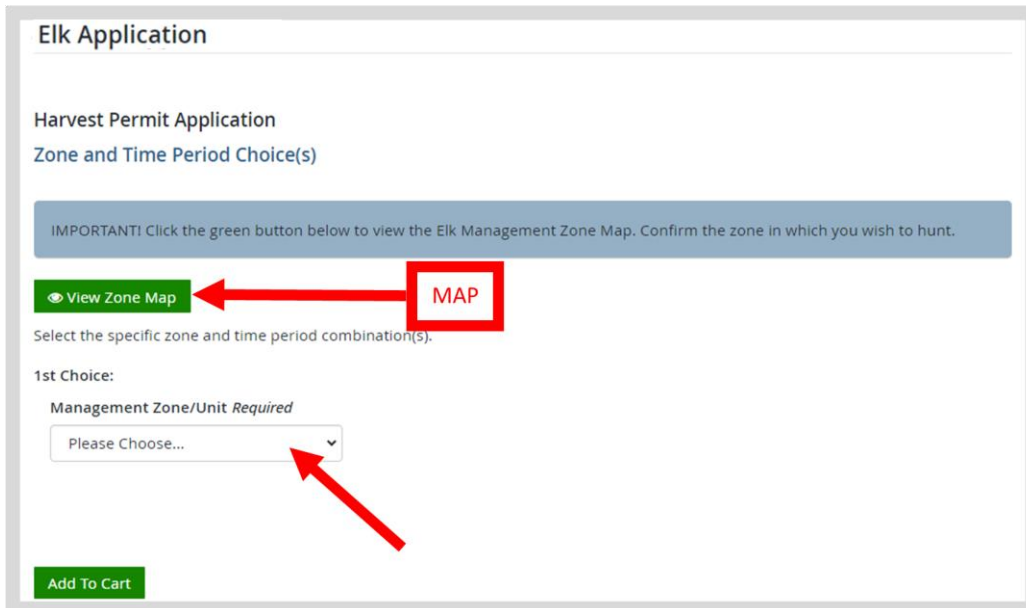 Elk Application
Harvest Permit Application
Zone and Time Period Choice(s)
IMPORTANT! Click the green button below to view the Elk Management Zone Map. Confirm the zone in which you wish to hunt.
View Zone Map
MAP
Select the specific zone and time period combination(s).
1st Choice:
Management Zone/Unit Required
Please Choose...
Add To Cart